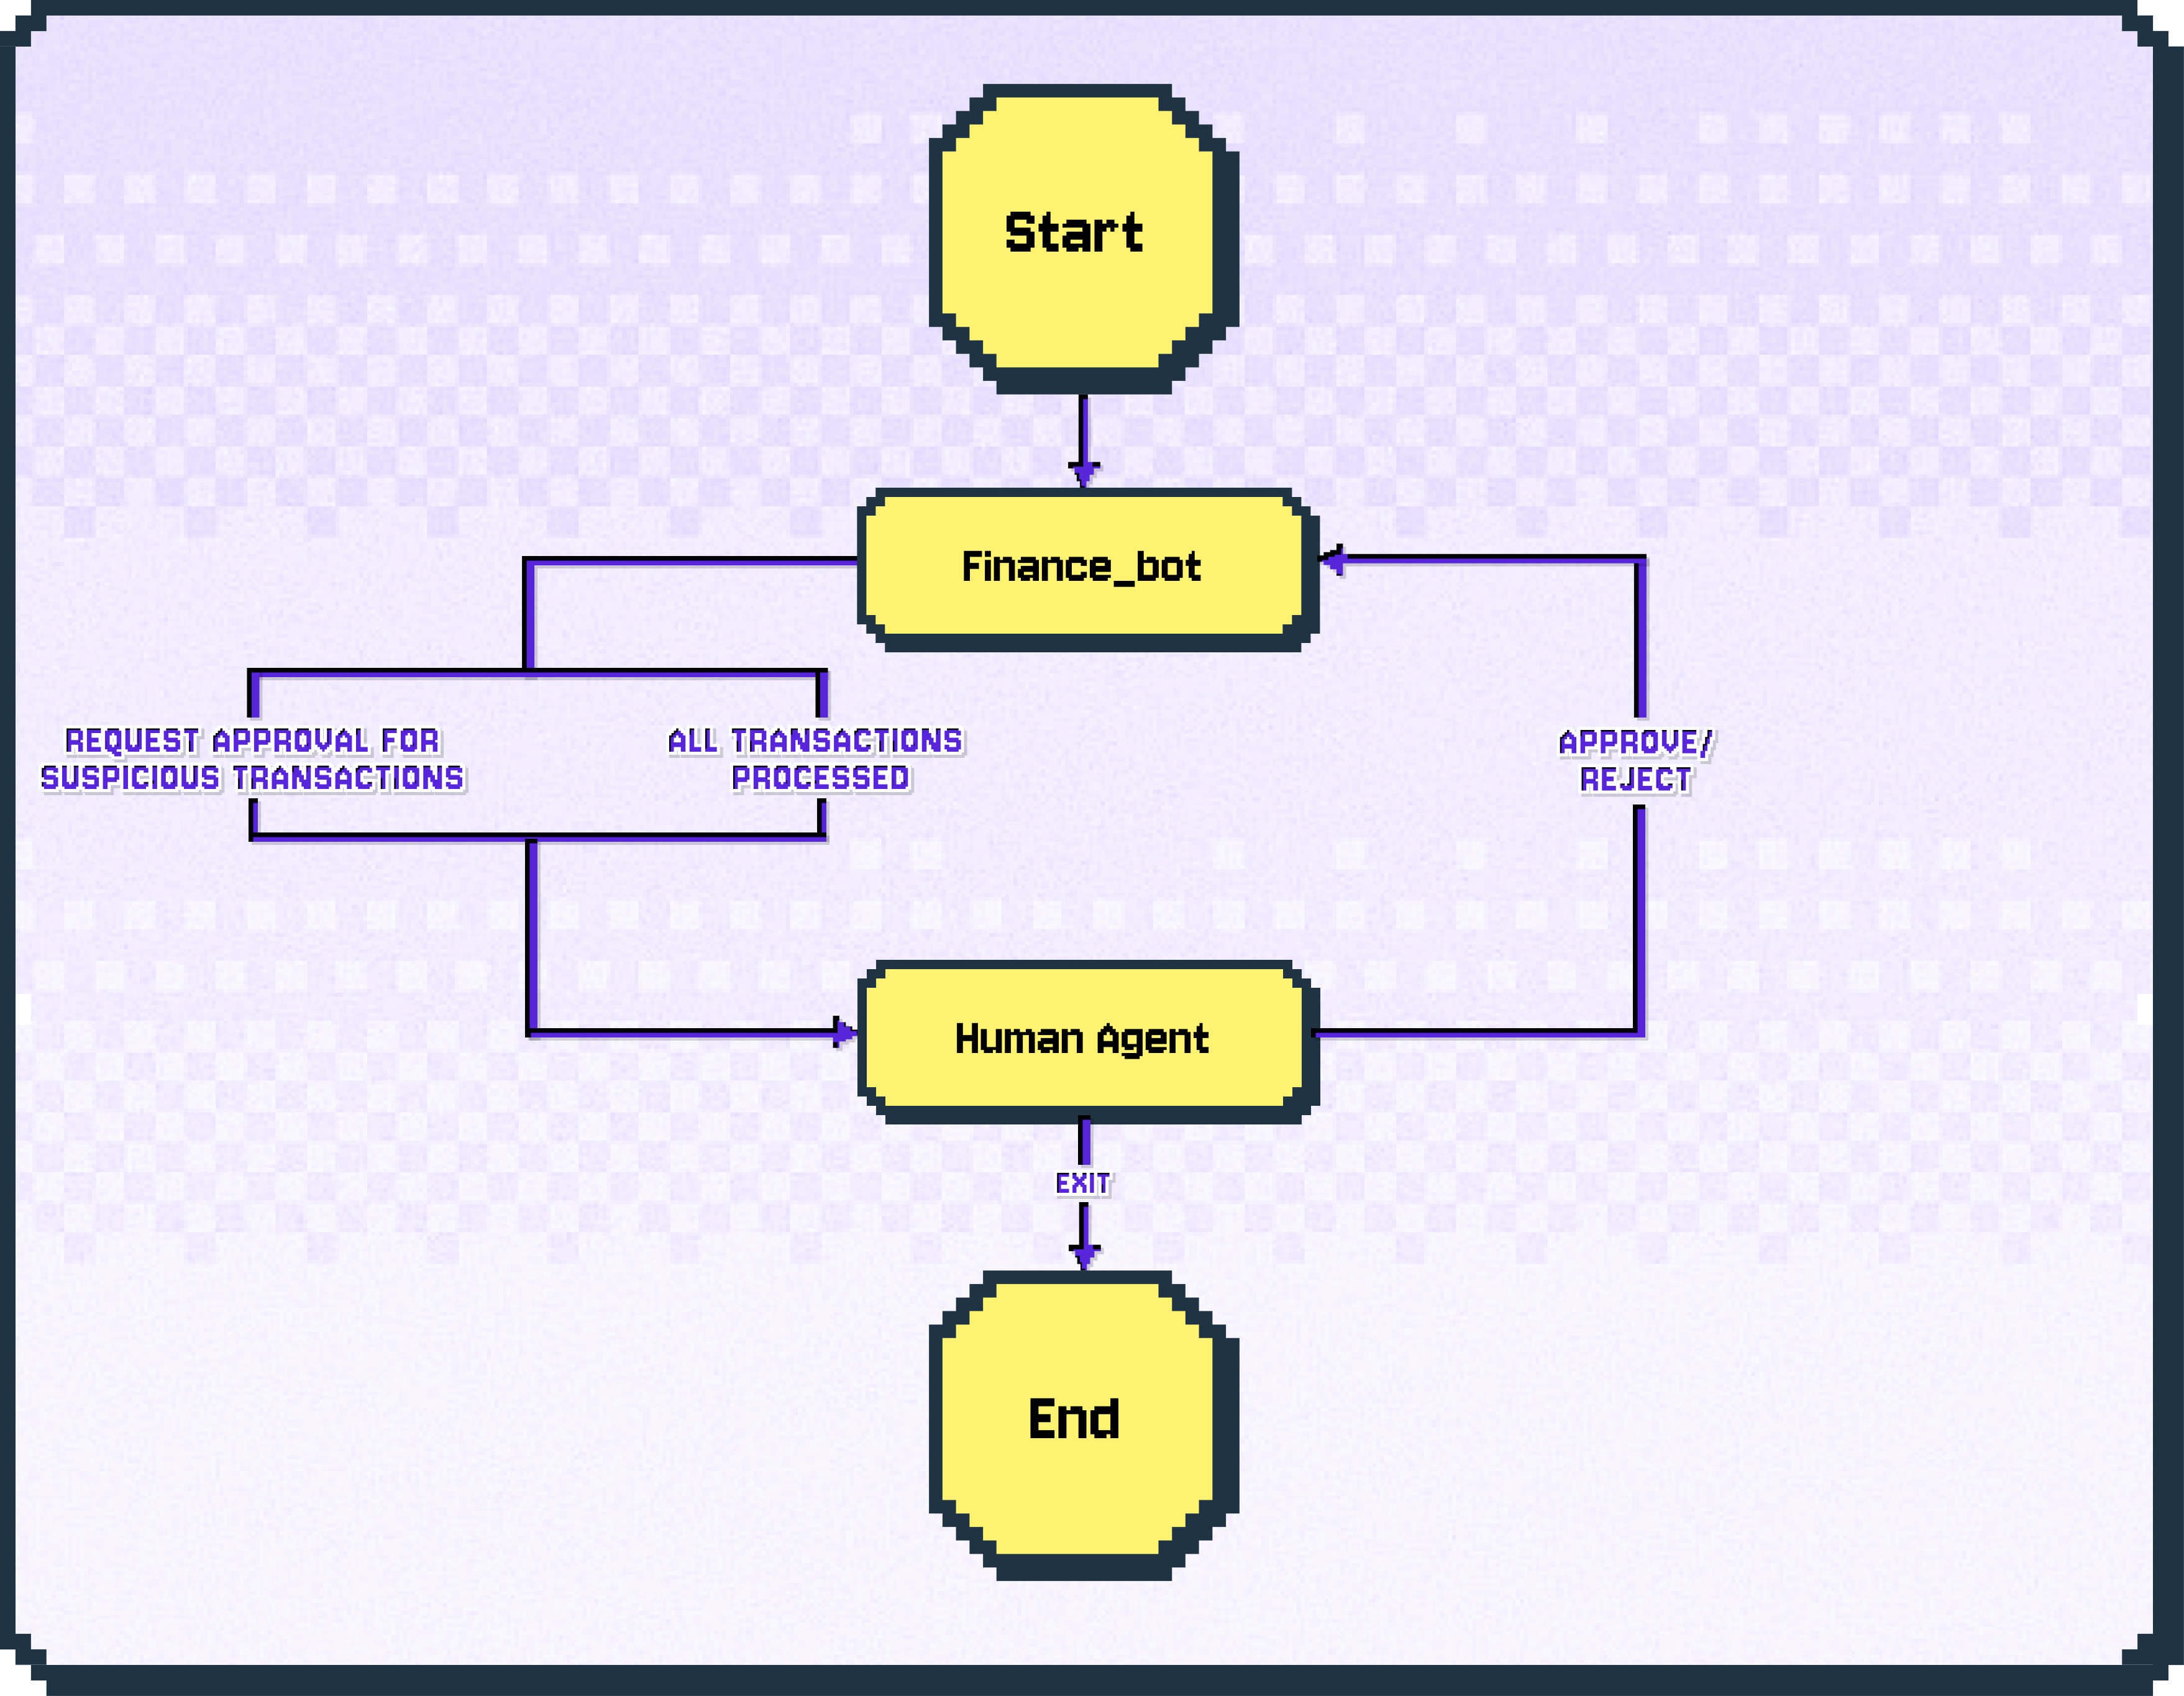 Start
Finance_bot
REQUEST APPROVAL FOR
SUSPICIOUS TRANSACTIONS
ALL TRANSACTIONS
PROCESSED
APPROVE/
REJECT
Human Agent
EXIT
End